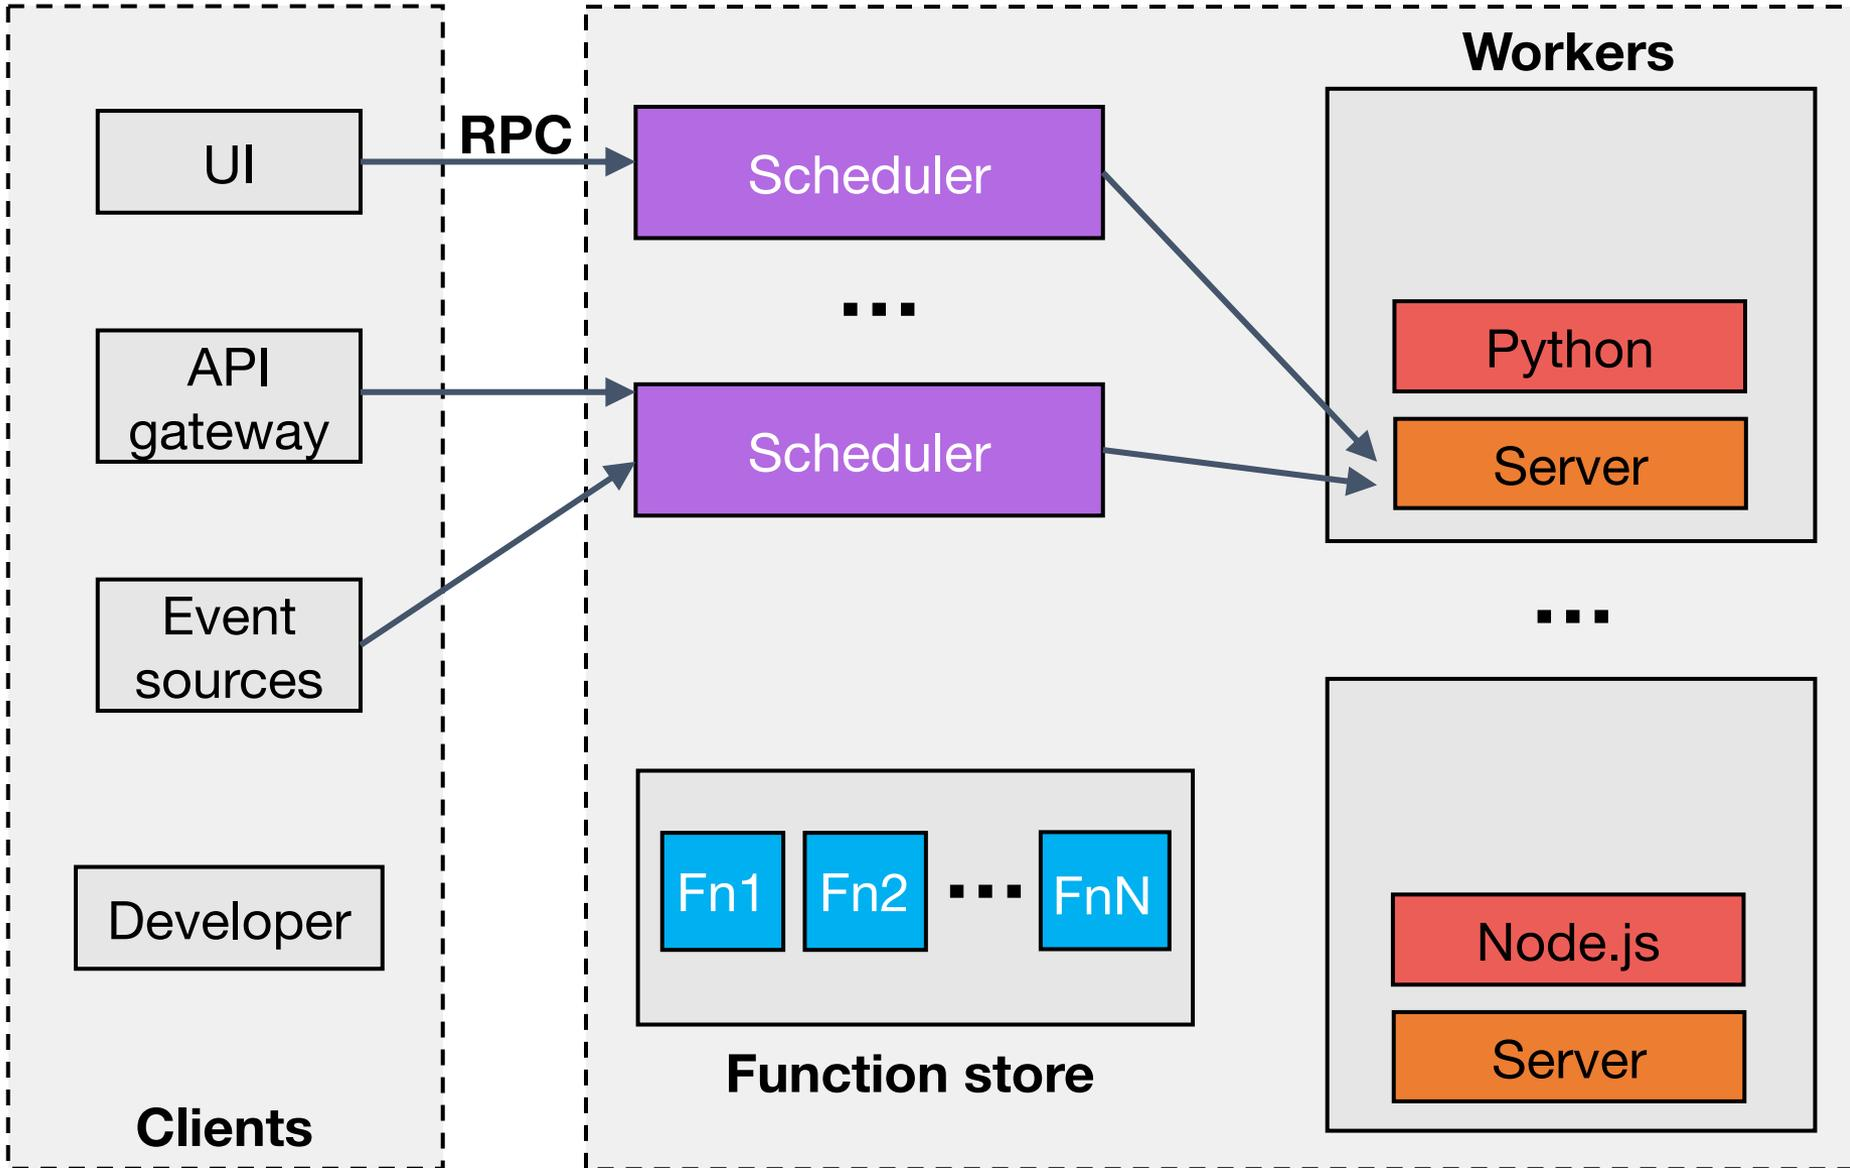 Workers
UI
RPC
Scheduler
...
API
gateway
Scheduler
Python
Server
Event
sources
...
Developer
Fn1
Fn2
...
FnN
Node.js
Server
Function store
Clients